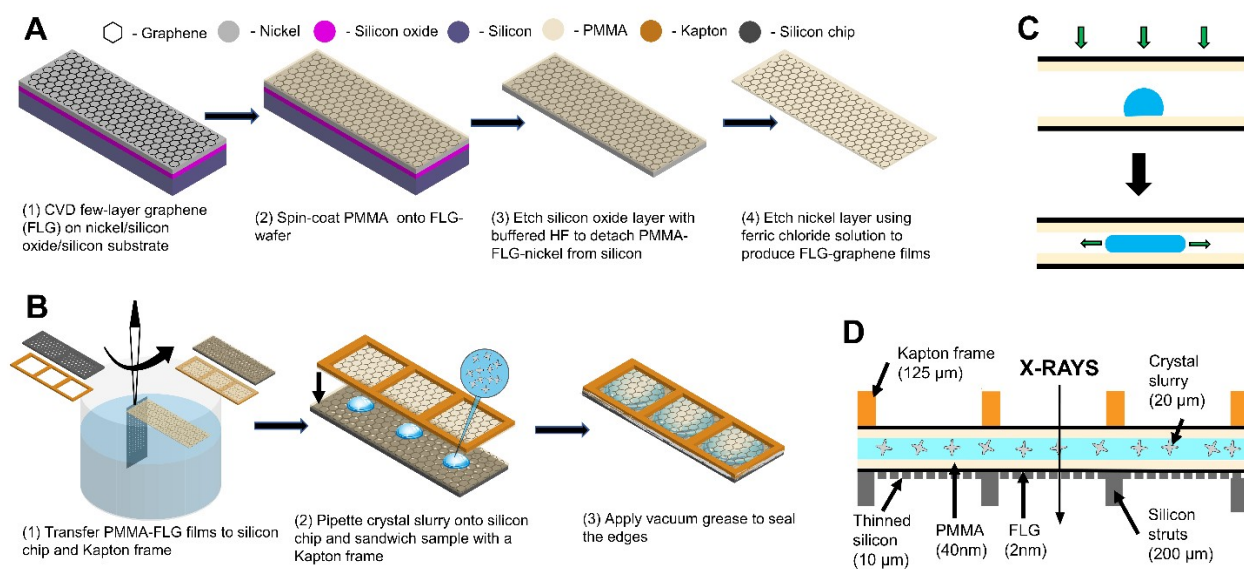 A
- Graphene - Nickel - Silicon oxide - Silicon - PMMA - Kapton - Silicon chip
(1) CVD few-layer graphene
(FLG) on nickel/silicon
oxide/silicon substrate
(2) Spin-coat PMMA onto FLG-
wafer
(3) Etch silicon oxide layer with
buffered HF to detach PMMA-
FLG-nickel from silicon
(4) Etch nickel layer using
ferric chloride solution to
produce FLG-graphene films
B
(1) Transfer PMMA-FLG films to silicon
chip and Kapton frame
(2) Pipette crystal slurry onto silicon
chip and sandwich sample with a
Kapton frame
(3) Apply vacuum grease to seal
the edges
C
D
Kapton frame
(125 µm)
X-RAYS
Crystal
slurry
(20 µm)
Thinned
silicon
(10 µm)
PMMA
(40nm)
FLG
(2nm)
Silicon
struts
(200 µm)